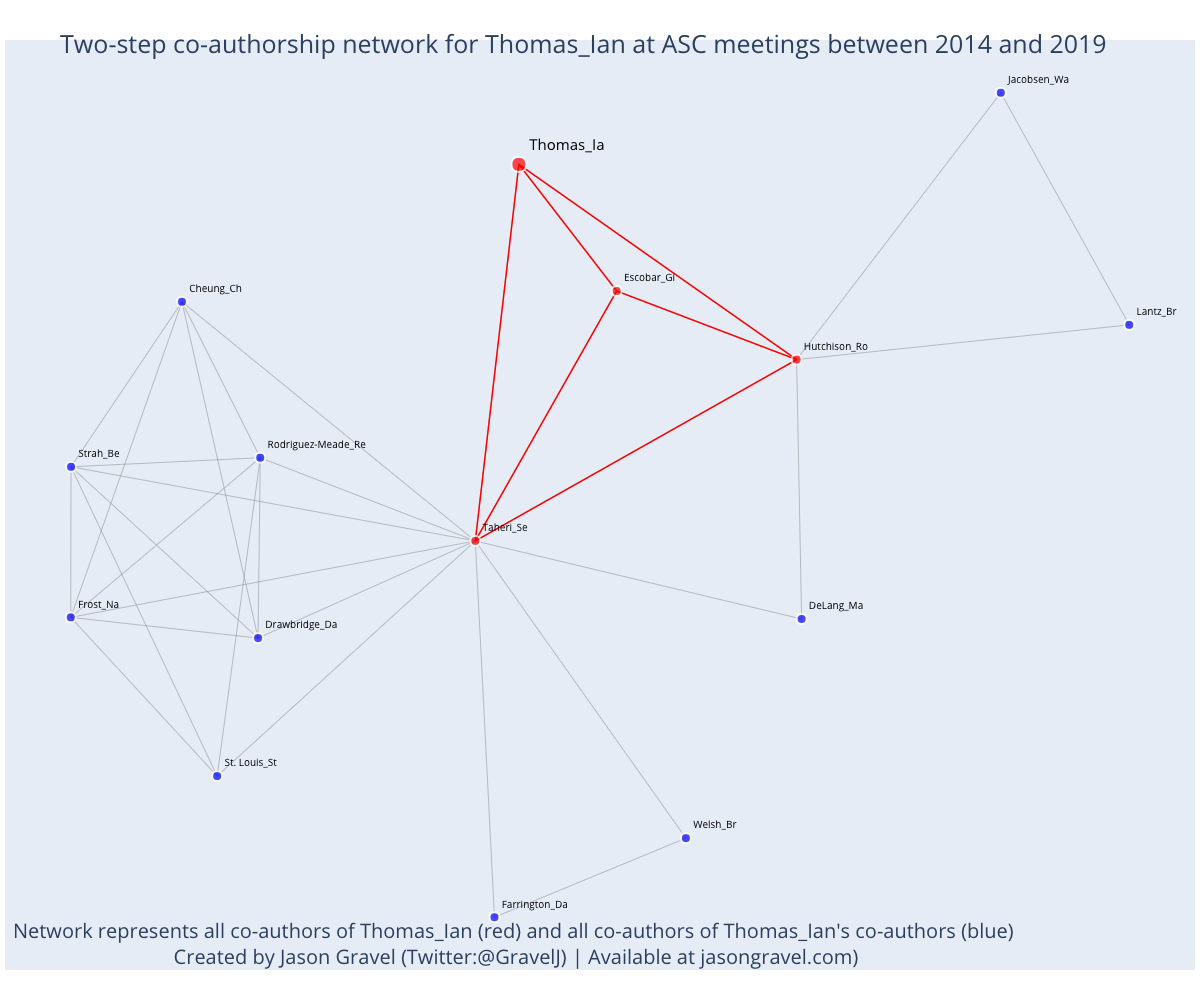 Two-step co-authorship network for Thomas_Ian at ASC meetings between 2014 and 2019
Jacobsen_Wa
Thomas_Ia
Escobar_Gl
Cheung_Ch
Lantz_Br
Hutchison_Ro
Rodriguez-Meade_Re
Strah_Be
Taheri_Se
Frost_Na
DeLang_Ma
Drawbridge_Da
St. Louis_St
Welsh_Br
Farrington_Da
Network represents all co-authors of Thomas_Ian (red) and all co-authors of Thomas_Ian's co-authors (blue)
Created by Jason Gravel (Twitter:@GravelJ) | Available at jasongravel.com)